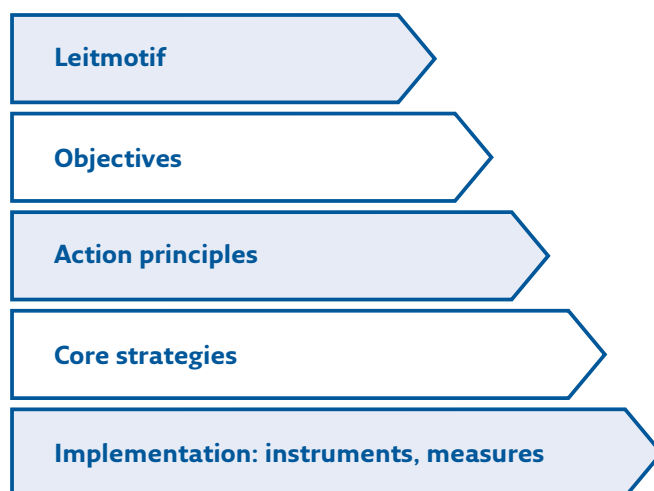 Leitmotif
Objectives
Action principles
Core strategies
Implementation: instruments, measures